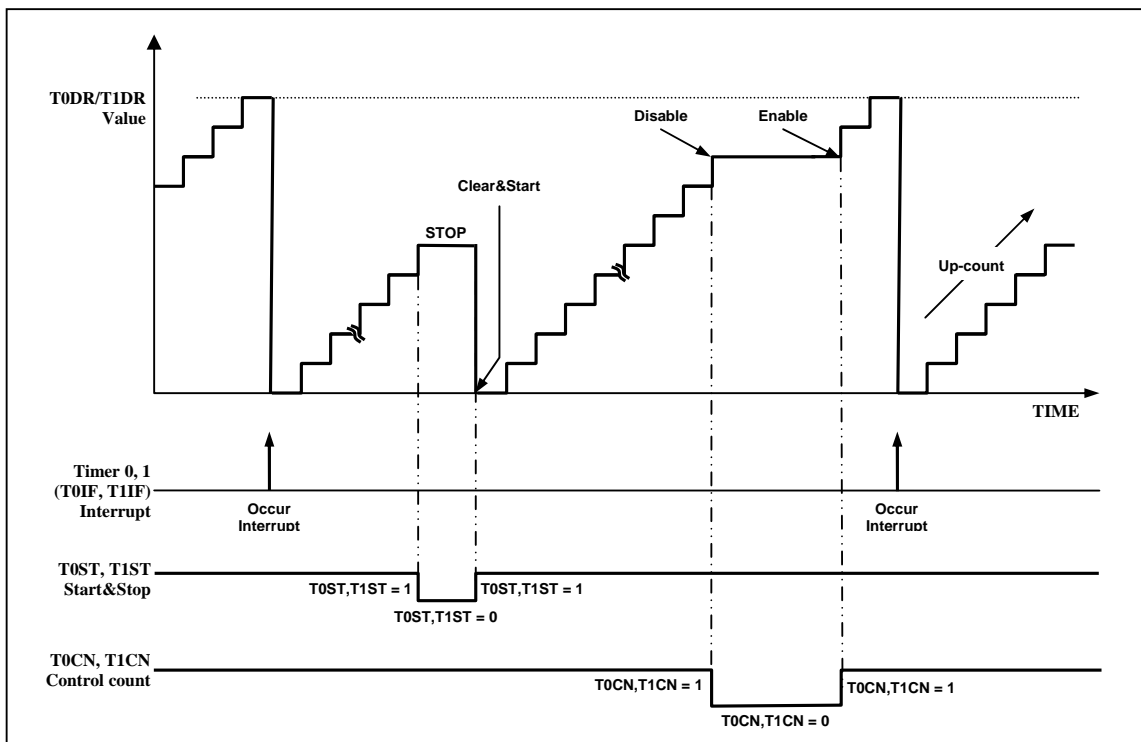 T0DR/T1DR
Value
Disable
Enable
Clear&Start
STOP
Up-count
TIME
Timer 0, 1
(T0IF, T1IF)
Interrupt
Occur
Interrupt
Occur
Interrupt
T0ST, T1ST
Start&Stop
T0ST,T1ST = 1
T0ST,T1ST = 1
T0ST,T1ST = 0
T0CN, T1CN
Control count
T0CN,T1CN = 1
T0CN,T1CN = 1
T0CN,T1CN = 0